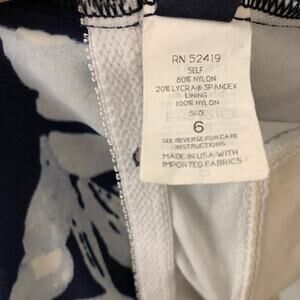 RN 52419
SELF
80% NYLON
20% LYCRA® SPANDEX
LINING
100% NYLON
SIZE
6
SEE REVERSE FOR CARE
INSTRUCTIONS
MADE IN USA WITH
IMPORTED FABRICS